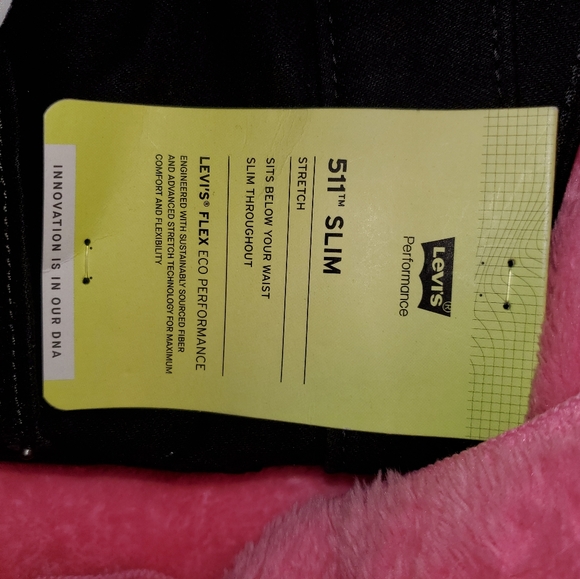 LEVI'S®
Performance
511™ SLIM
STRETCH
SITS BELOW YOUR WAIST
SLIM THROUGHOUT
LEVI'S® FLEX ECO PERFORMANCE
ENGINEERED WITH SUSTAINABLY SOURCED FIBER
AND ADVANCED STRETCH TECHNOLOGY FOR MAXIMUM
COMFORT AND FLEXIBILITY
INNOVATION IS IN OUR DNA